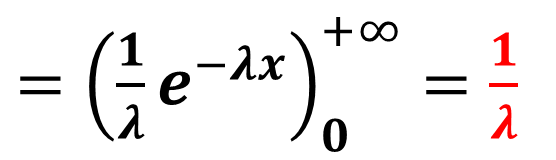 = (1/λ e^{−λx})_0^{+∞} = 1/λ